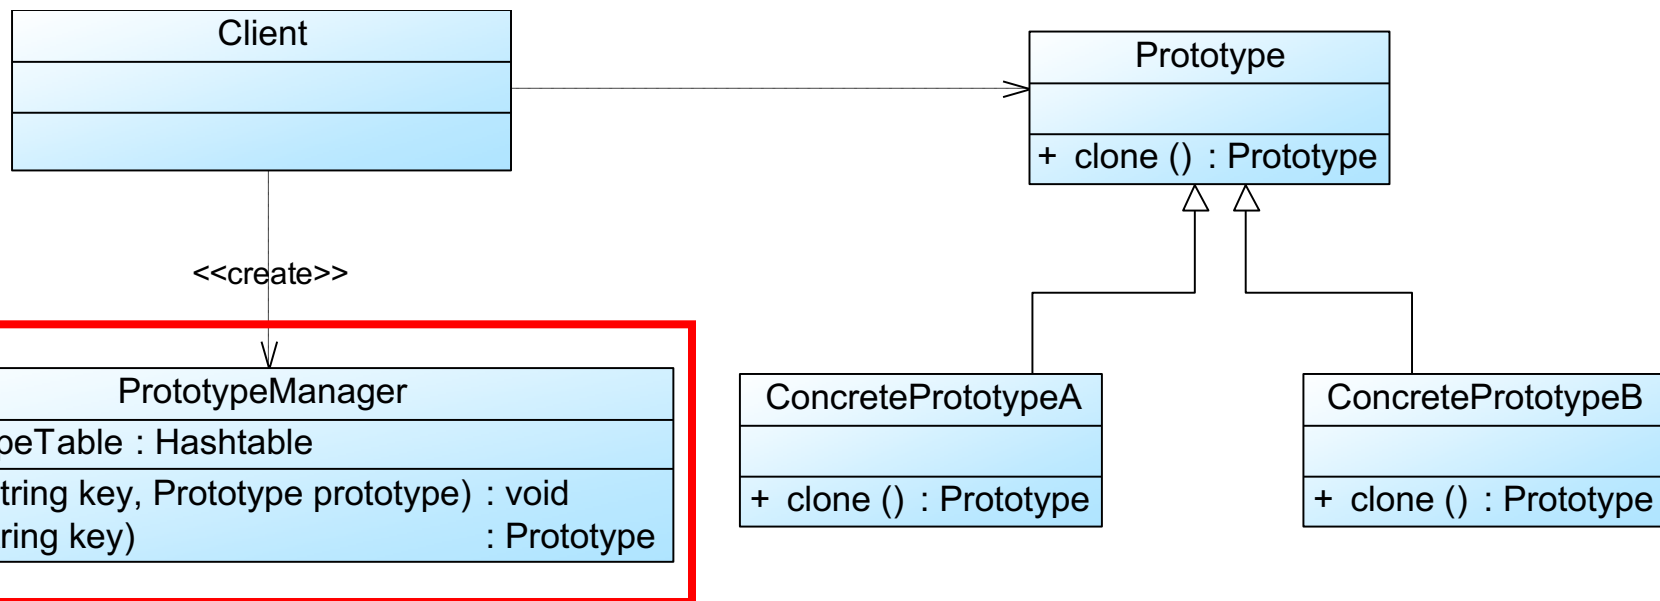 Client
Prototype
+ clone () : Prototype
<<create>>
PrototypeManager
peTable : Hashtable
tring key, Prototype prototype) : void
ring key) : Prototype
ConcretePrototypeA
+ clone () : Prototype
ConcretePrototypeB
+ clone () : Prototype